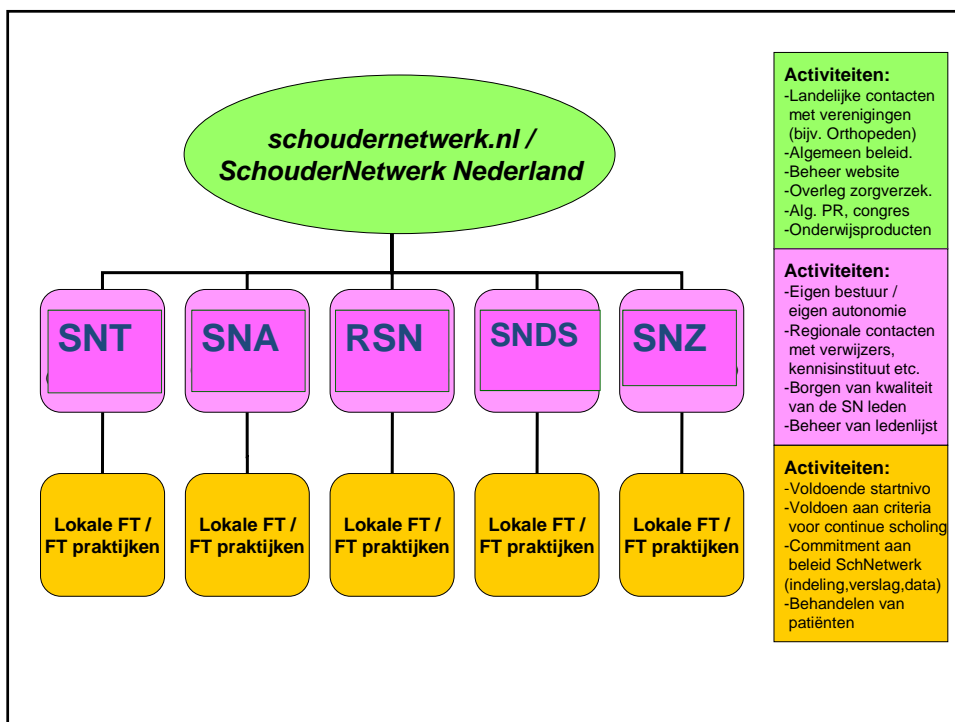 schoudernetwerk.nl /
SchouderNetwerk Nederland
SNT
SNA
RSN
SNDS
SNZ
Lokale FT /
FT praktijken
Lokale FT /
FT praktijken
Lokale FT /
FT praktijken
Lokale FT /
FT praktijken
Lokale FT /
FT praktijken
Activiteiten:
-Landelijke contacten
met verenigingen
(bijv. Orthopeden)
-Algemeen beleid.
-Beheer website
-Overleg zorgverzek.
-Alg. PR, congres
-Onderwijsproducten
Activiteiten:
-Eigen bestuur /
eigen autonomie
-Regionale contacten
met verwijzers,
kennisinstituut etc.
-Borgen van kwaliteit
van de SN leden
-Beheer van ledenlijst
Activiteiten:
-Voldoende startnivo
-Voldoen aan criteria
voor continue scholing
-Commitment aan
beleid SchNetwerk
(indeling,verslag,data)
-Behandelen van
patiënten